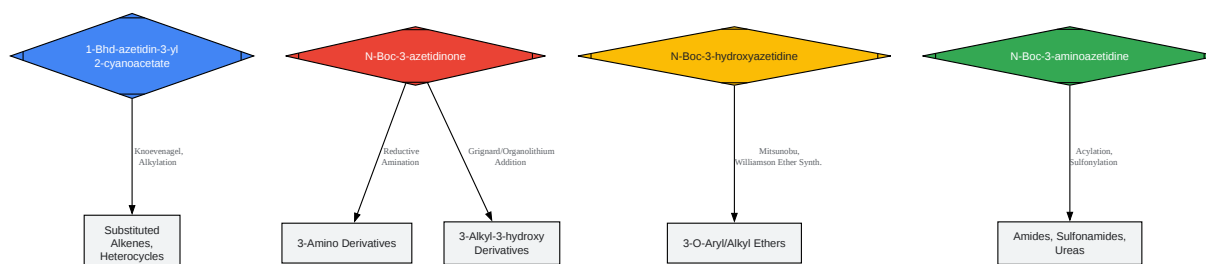 1-Bhd-azetidin-3-yl
2-cyanoacetate
N-Boc-3-azetidinone
N-Boc-3-hydroxyazetidine
N-Boc-3-aminoazetidine
Knoevenagel,
Alkylation
Reductive
Amination
Grignard/Organolithium
Addition
Mitsunobu,
Williamson Ether Synth.
Acylation,
Sulfonylation
Substituted
Alkenes,
Heterocycles
3-Amino Derivatives
3-Alkyl-3-hydroxy
Derivatives
3-O-Aryl/Alkyl Ethers
Amides, Sulfonamides,
Ureas